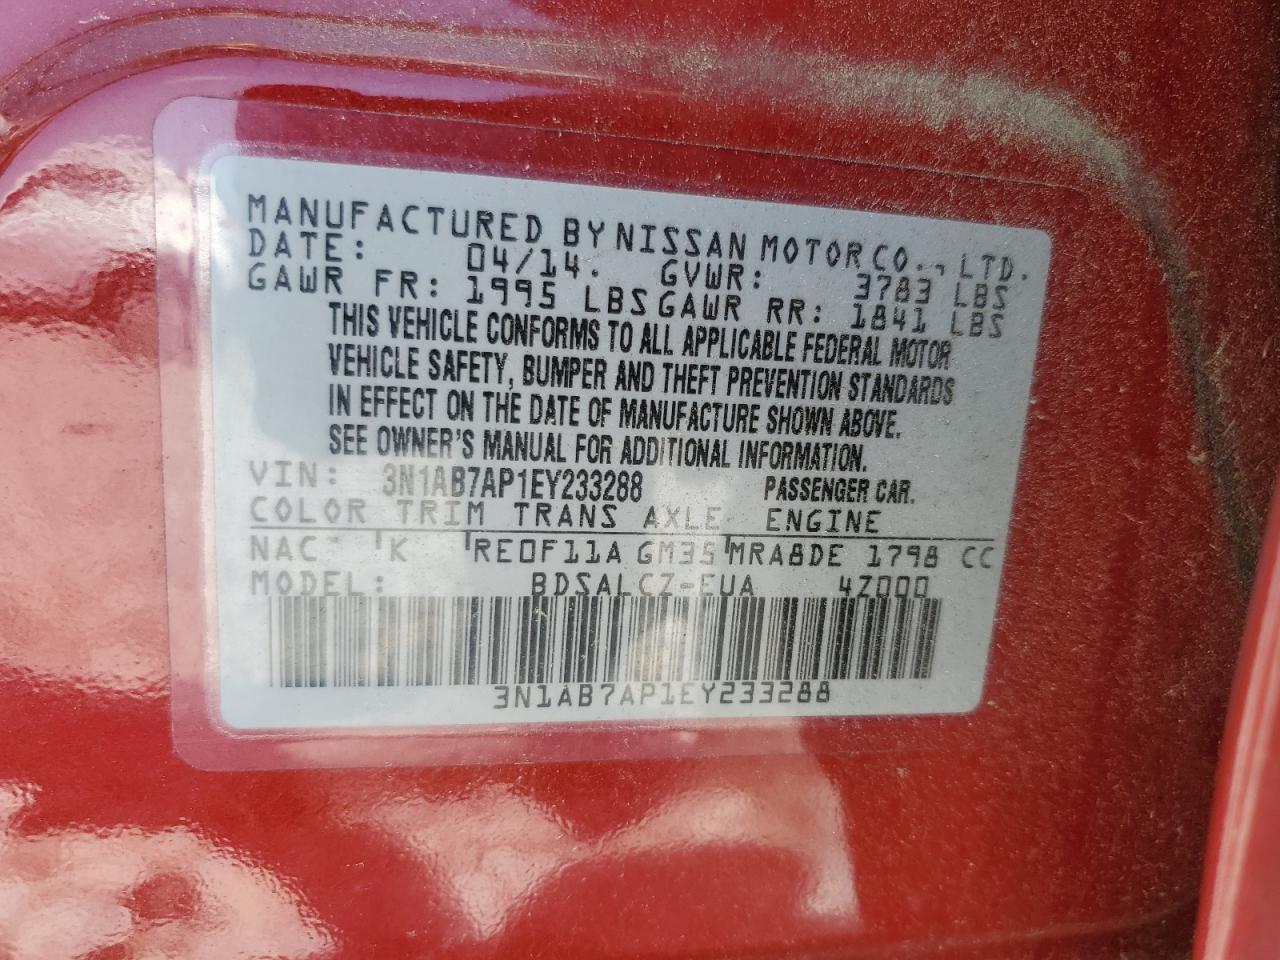 MANUFACTURED BY NISSAN MOTOR CO., LTD.
DATE: 04/14. GVWR: 3783 LBS
GAWR FR: 1995 LBS GAWR RR: 1841 LBS
THIS VEHICLE CONFORMS TO ALL APPLICABLE FEDERAL MOTOR
VEHICLE SAFETY, BUMPER AND THEFT PREVENTION STANDARDS
IN EFFECT ON THE DATE OF MANUFACTURE SHOWN ABOVE.
SEE OWNER'S MANUAL FOR ADDITIONAL INFORMATION.
VIN: 3N1AB7AP1EY233288 PASSENGER CAR.
COLOR TRIM TRANS AXLE ENGINE
NAC K RE0F11A GM35 MRA8DE 1798 CC
MODEL: BDSALCZ-EUA 4Z000
3N1AB7AP1EY233288